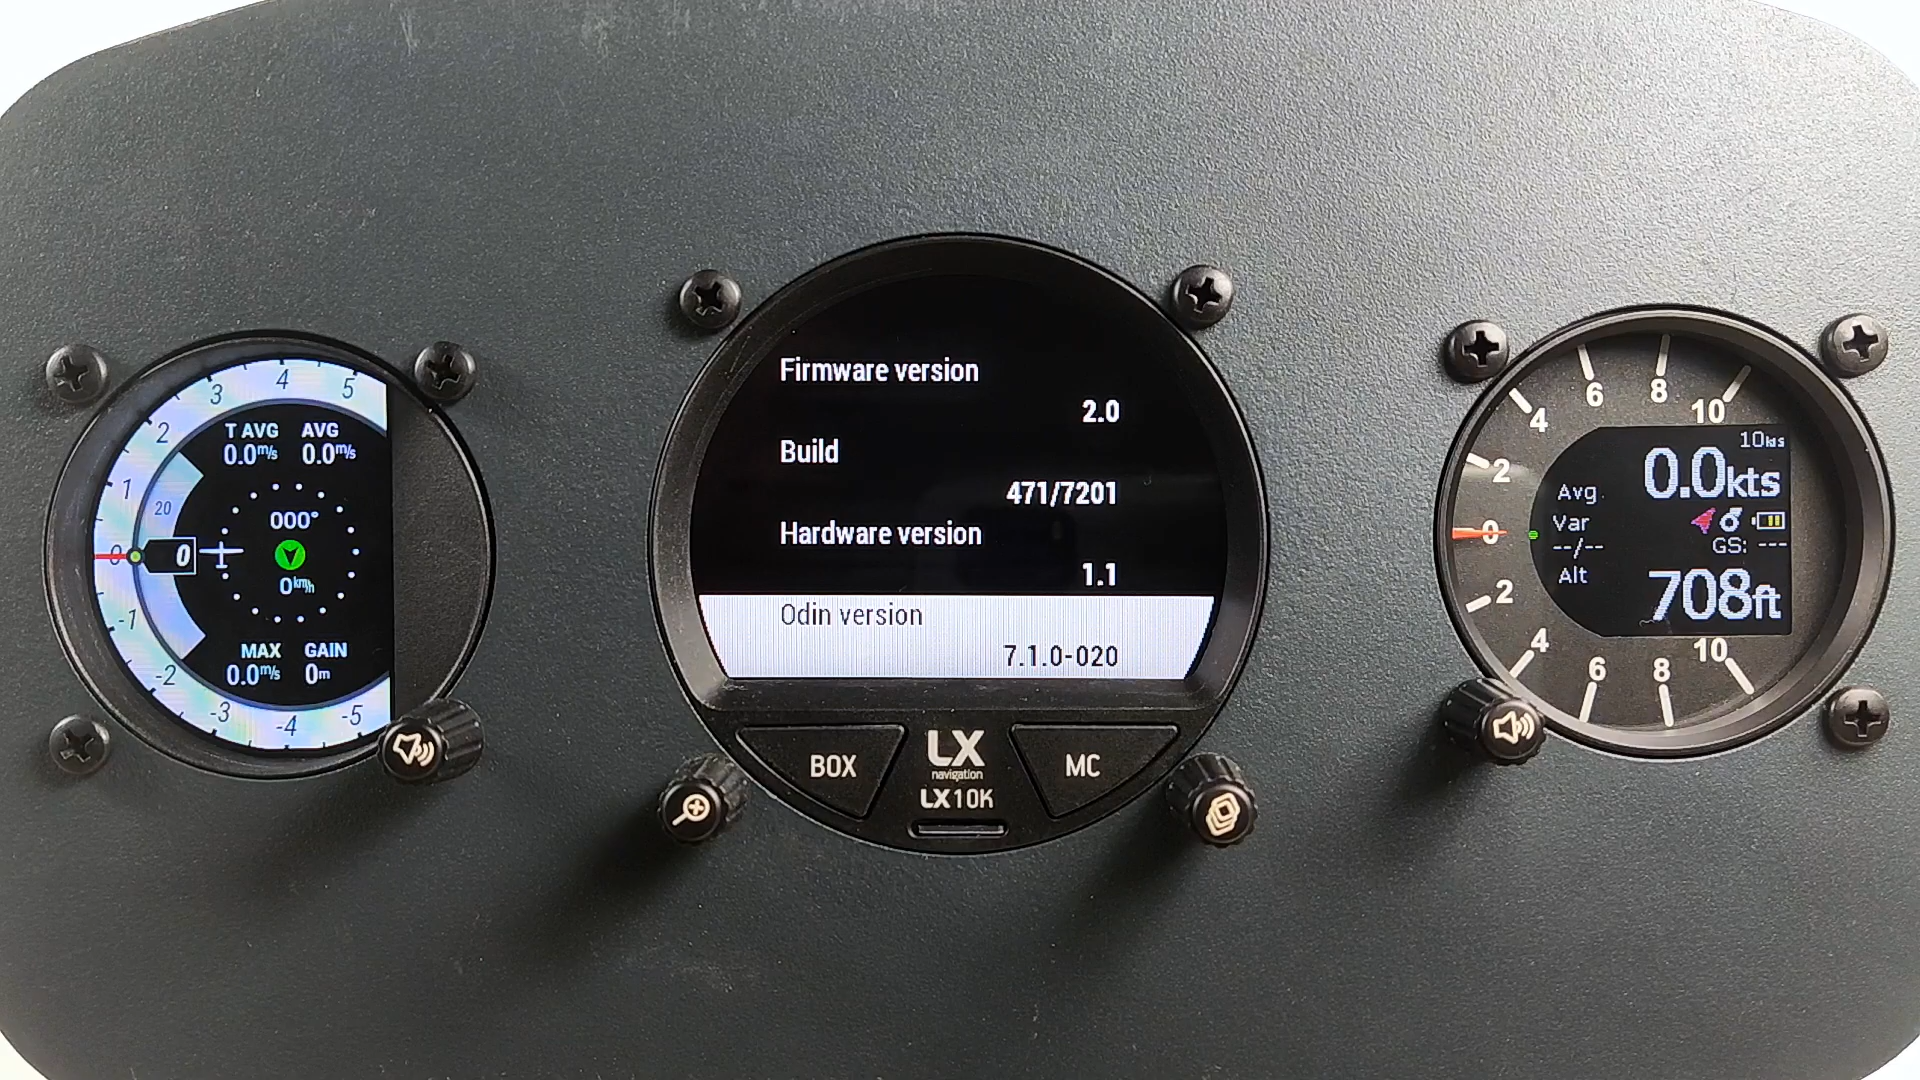 5
4
3
2
1
0
-1
-2
-3
-4
-5
20
T AVG AVG
0.0m/s 0.0m/s
000°
0
0km/h
MAX GAIN
0.0m/s 0m
Firmware version
2.0
Build
471/7201
Hardware version
1.1
Odin version
7.1.0-020
BOX
LX
navigation
LX10K
MC
10
8
6
4
2
0
2
4
6
8
10
10kts
Avg 0.0kts
Var
--/-- GS: ---
Alt
708ft